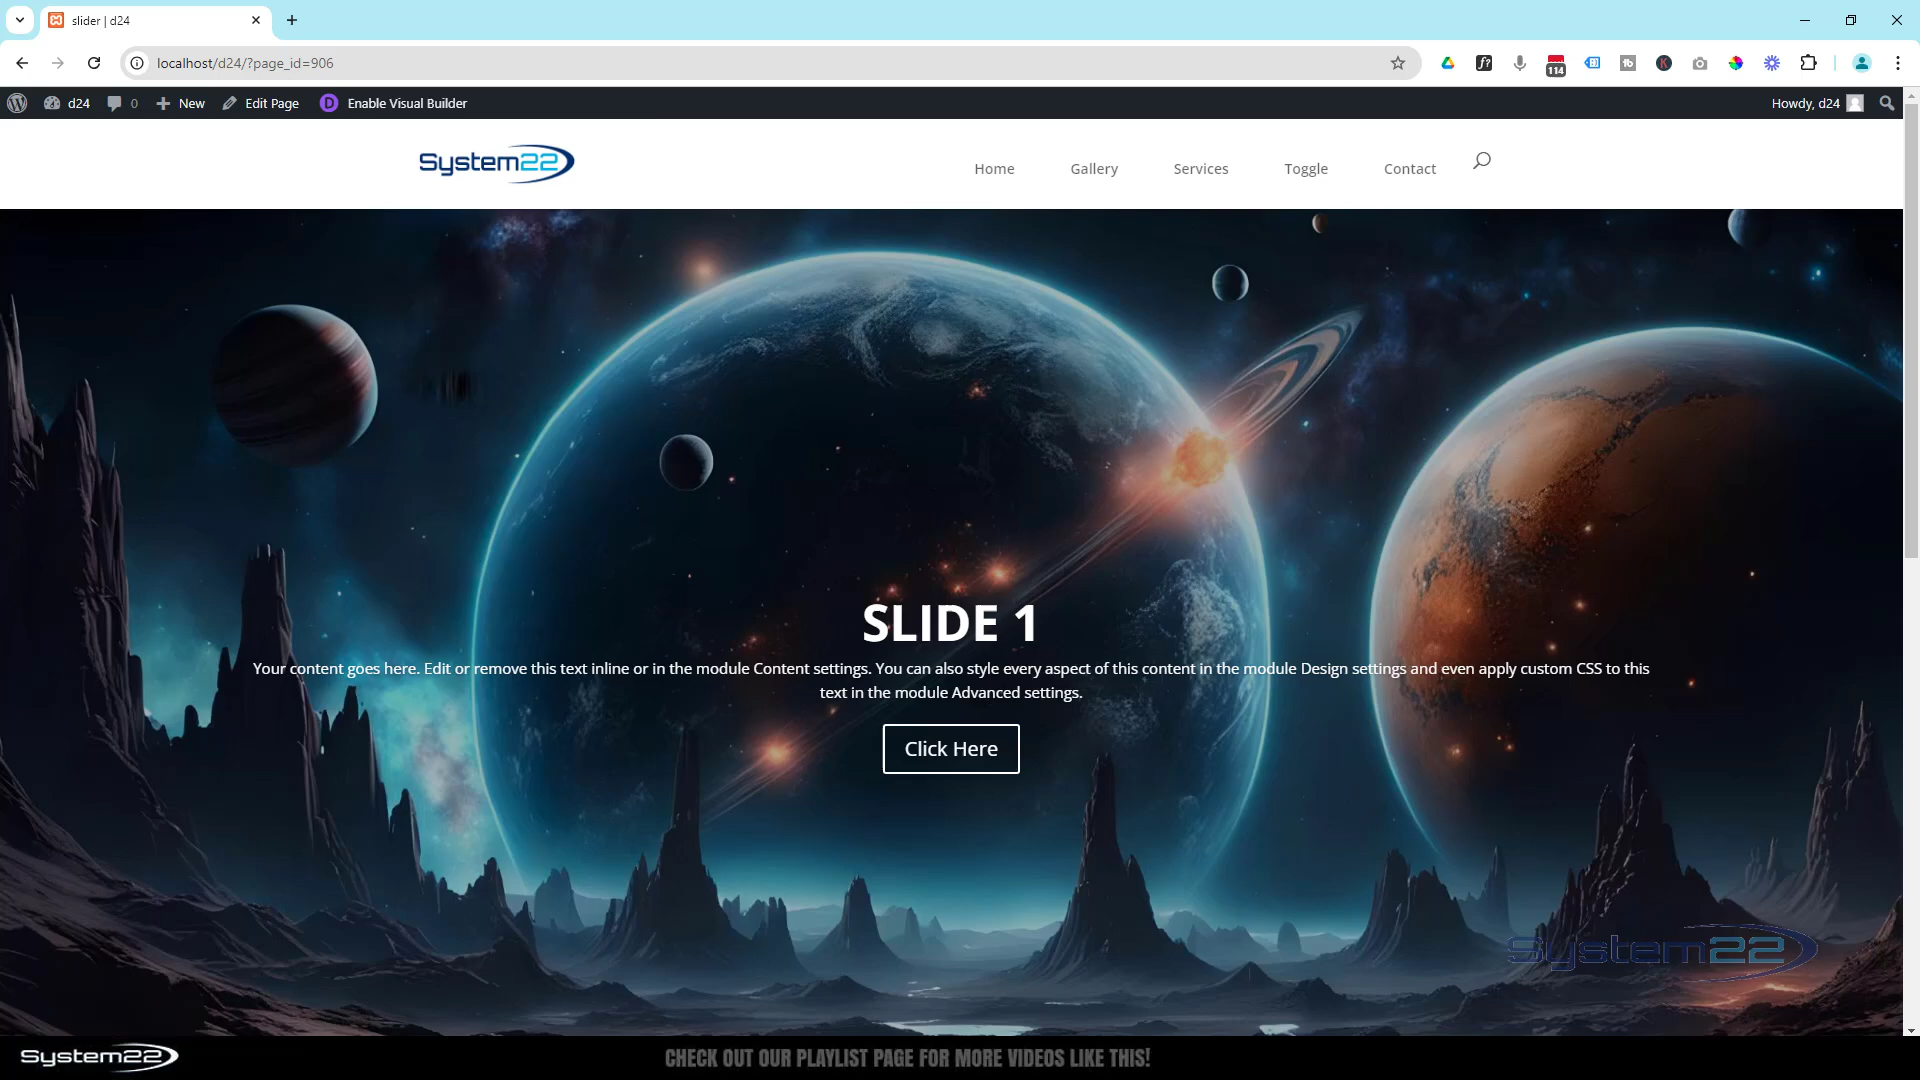 slider | d24
localhost/d24/?page_id=906
114
d24
0
New
Edit Page
Enable Visual Builder
Howdy, d24
System22
Home
Gallery
Services
Toggle
Contact
SLIDE 1
Your content goes here. Edit or remove this text inline or in the module Content settings. You can also style every aspect of this content in the module Design settings and even apply custom CSS to this
text in the module Advanced settings.
Click Here
System22
System22
CHECK OUT OUR PLAYLIST PAGE FOR MORE VIDEOS LIKE THIS!